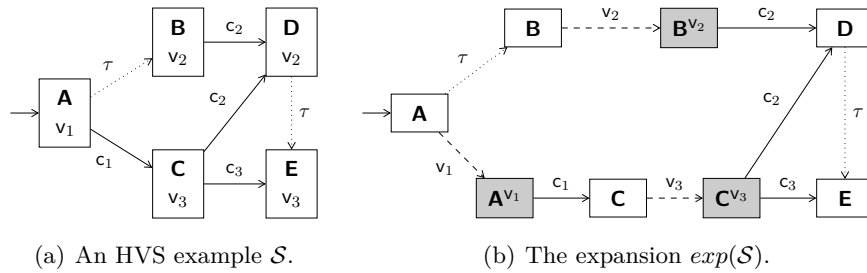 B
v2
c2
D
v2
τ
A
v1
c2
τ
c1
C
v3
c3
E
v3
(a) An HVS example S.
B
v2
B^v2
c2
D
τ
A
c2
τ
v1
A^v1
c1
C
v3
C^v3
c3
E
(b) The expansion exp(S).